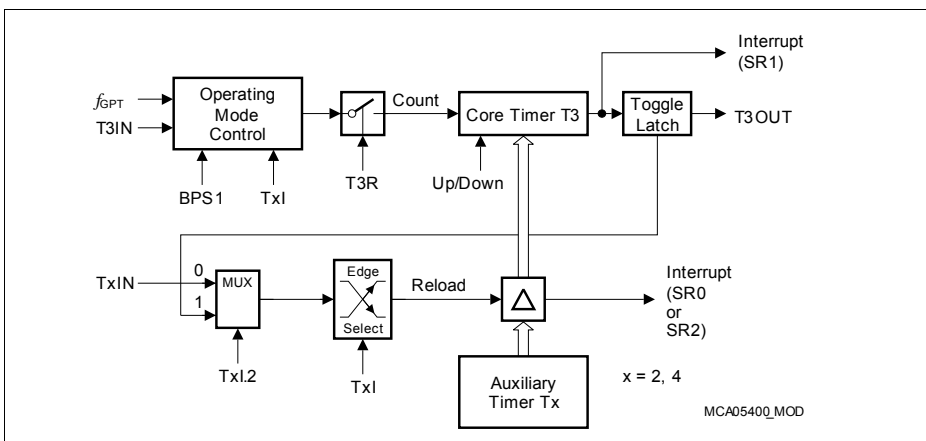 Interrupt
(SR1)
fGPT
T3IN
Operating
Mode
Control
Count
Core Timer T3
Toggle
Latch
T3OUT
BPS1
TxI
T3R
Up/Down
TxIN
0
1
MUX
Edge
Select
Reload
Δ
Interrupt
(SR0
or
SR2)
TxI.2
TxI
Auxiliary
Timer Tx
x = 2, 4
MCA05400_MOD